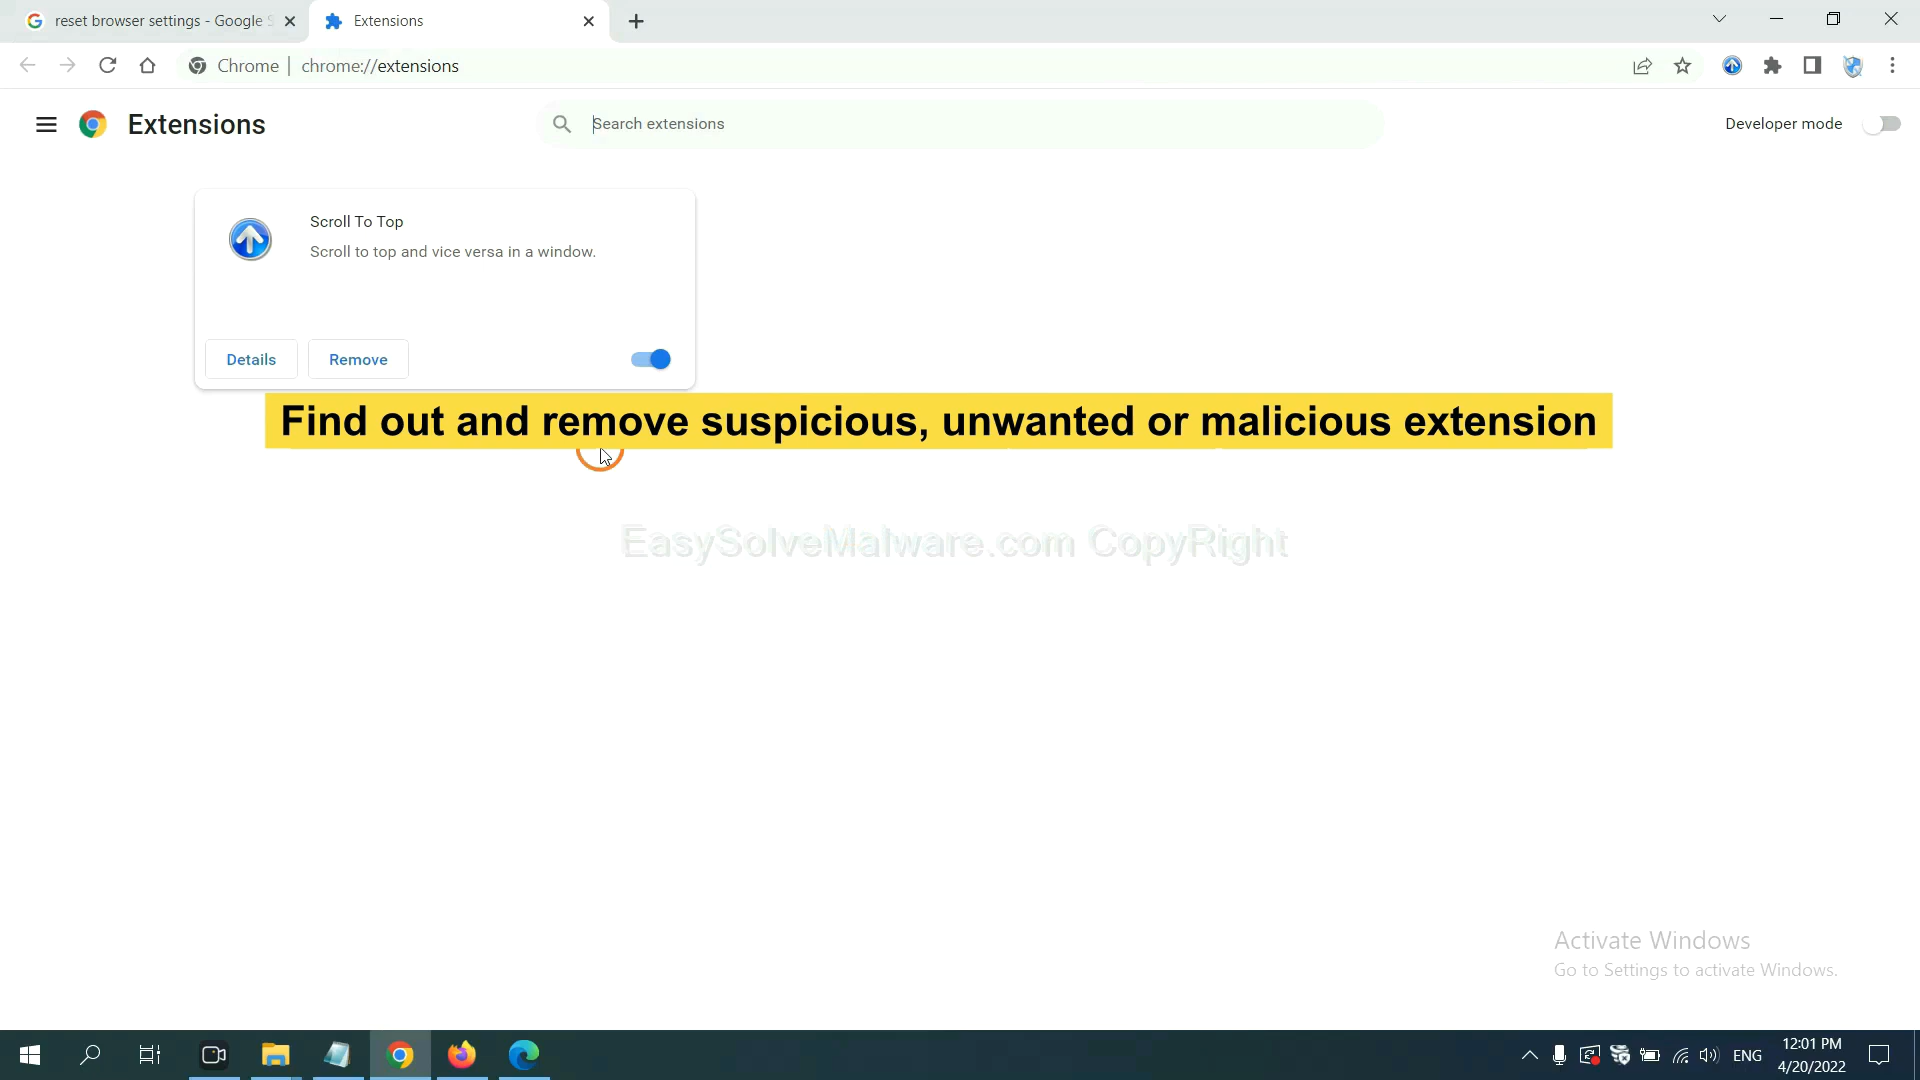 reset browser settings - Google S
Extensions
Chrome
chrome://extensions
Extensions
Search extensions
Developer mode
Scroll To Top
Scroll to top and vice versa in a window.
Details
Remove
Find out and remove suspicious, unwanted or malicious extension
EasySolveMalware.com CopyRight
Activate Windows
Go to Settings to activate Windows.
ENG
12:01 PM
4/20/2022